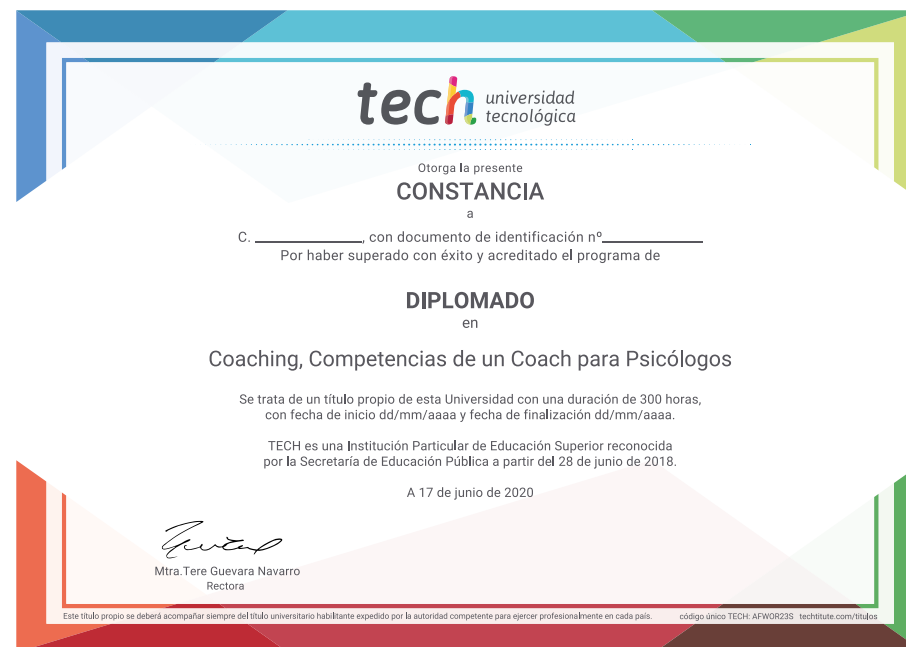 tech universidad
tecnológica
Otorga la presente
CONSTANCIA
a
C. ______________, con documento de identificación nº_____________
Por haber superado con éxito y acreditado el programa de
DIPLOMADO
en
Coaching, Competencias de un Coach para Psicólogos
Se trata de un título propio de esta Universidad con una duración de 300 horas,
con fecha de inicio dd/mm/aaaa y fecha de finalización dd/mm/aaaa.
TECH es una Institución Particular de Educación Superior reconocida
por la Secretaría de Educación Pública a partir del 28 de junio de 2018.
A 17 de junio de 2020
Mtra.Tere Guevara Navarro
Rectora
Este título propio se deberá acompañar siempre del título universitario habilitante expedido por la autoridad competente para ejercer profesionalmente en cada país. código único TECH: AFWOR23S techtitute.com/titulos